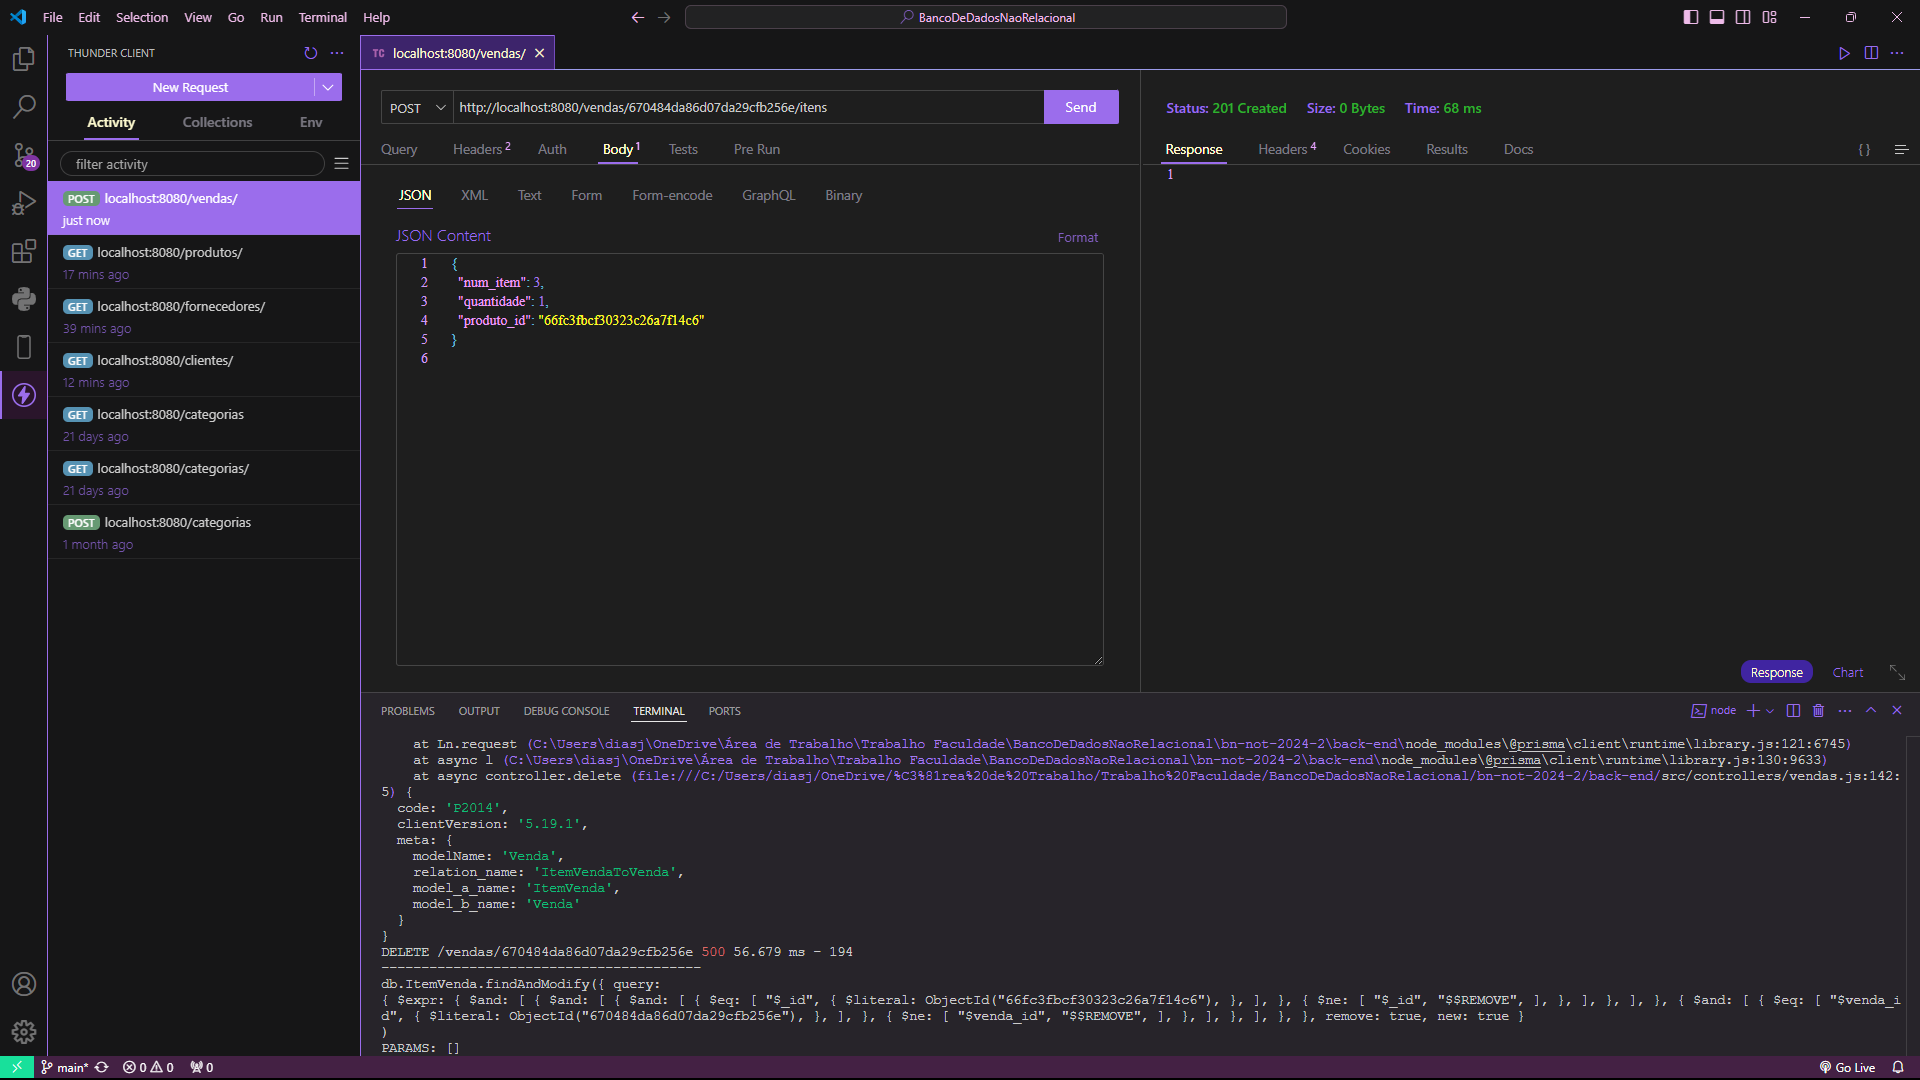 File Edit Selection View Go Run Terminal Help
BancoDeDadosNaoRelacional
THUNDER CLIENT
New Request
Activity Collections Env
filter activity
20
POST localhost:8080/vendas/
just now
GET localhost:8080/produtos/
17 mins ago
GET localhost:8080/fornecedores/
39 mins ago
GET localhost:8080/clientes/
12 mins ago
GET localhost:8080/categorias
21 days ago
GET localhost:8080/categorias/
21 days ago
POST localhost:8080/categorias
1 month ago
TC localhost:8080/vendas/
POST http://localhost:8080/vendas/670484da86d07da29cfb256e/itens Send
Query Headers 2 Auth Body 1 Tests Pre Run
JSON XML Text Form Form-encode GraphQL Binary
JSON Content Format
1 {
2 "num_item": 3,
3 "quantidade": 1,
4 "produto_id": "66fc3fbcf30323c26a7f14c6"
5 }
6
Status: 201 Created Size: 0 Bytes Time: 68 ms
Response Headers 4 Cookies Results Docs { }
1
Response Chart
PROBLEMS OUTPUT DEBUG CONSOLE TERMINAL PORTS
node
at Ln.request (C:\Users\diasj\OneDrive\Área de Trabalho\Trabalho Faculdade\BancoDeDadosNaoRelacional\bn-not-2024-2\back-end\node_modules\@prisma\client\runtime\library.js:121:6745)
at async l (C:\Users\diasj\OneDrive\Área de Trabalho\Trabalho Faculdade\BancoDeDadosNaoRelacional\bn-not-2024-2\back-end\node_modules\@prisma\client\runtime\library.js:130:9633)
at async controller.delete (file:///C:/Users/diasj/OneDrive/%C3%81rea%20de%20Trabalho/Trabalho%20Faculdade/BancoDeDadosNaoRelacional/bn-not-2024-2/back-end/src/controllers/vendas.js:142:
5) {
code: 'P2014',
clientVersion: '5.19.1',
meta: {
modelName: 'Venda',
relation_name: 'ItemVendaToVenda',
model_a_name: 'ItemVenda',
model_b_name: 'Venda'
}
}
DELETE /vendas/670484da86d07da29cfb256e 500 56.679 ms - 194
----------------------------------------
db.ItemVenda.findAndModify({ query:
{ $expr: { $and: [ { $and: [ { $and: [ { $eq: [ "$_id", { $literal: ObjectId("66fc3fbcf30323c26a7f14c6"), }, ], }, { $ne: [ "$_id", "$$REMOVE", ], }, ], }, ], }, { $and: [ { $eq: [ "$venda_i
d", { $literal: ObjectId("670484da86d07da29cfb256e"), }, ], }, { $ne: [ "$venda_id", "$$REMOVE", ], }, ], }, ], }, }, remove: true, new: true }
)
PARAMS: []
main* 0 0 0 Go Live